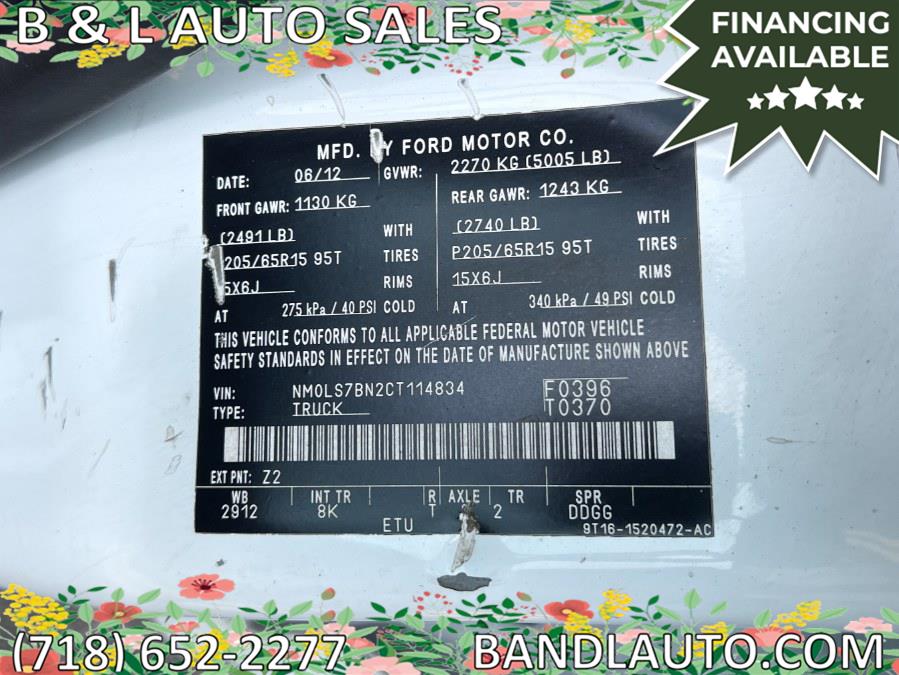 B & L AUTO SALES
FINANCING
AVAILABLE
MFD. BY FORD MOTOR CO.
DATE: 06/12 GVWR: 2270 KG (5005 LB)
FRONT GAWR: 1130 KG REAR GAWR: 1243 KG
(2491 LB) WITH (2740 LB) WITH
P205/65R15 95T TIRES P205/65R15 95T TIRES
15X6J RIMS 15X6J RIMS
AT 275 kPa / 40 PSI COLD AT 340 kPa / 49 PSI COLD
THIS VEHICLE CONFORMS TO ALL APPLICABLE FEDERAL MOTOR VEHICLE
SAFETY STANDARDS IN EFFECT ON THE DATE OF MANUFACTURE SHOWN ABOVE
VIN: NM0LS7BN2CT114834 F0396
TYPE: TRUCK T0370
EXT PNT: Z2
WB INT TR R AXLE TR SPR
2912 8K T 2 DDGG
ETU 9T16-1520472-AC
(718) 652-2277 BANDLAUTO.COM